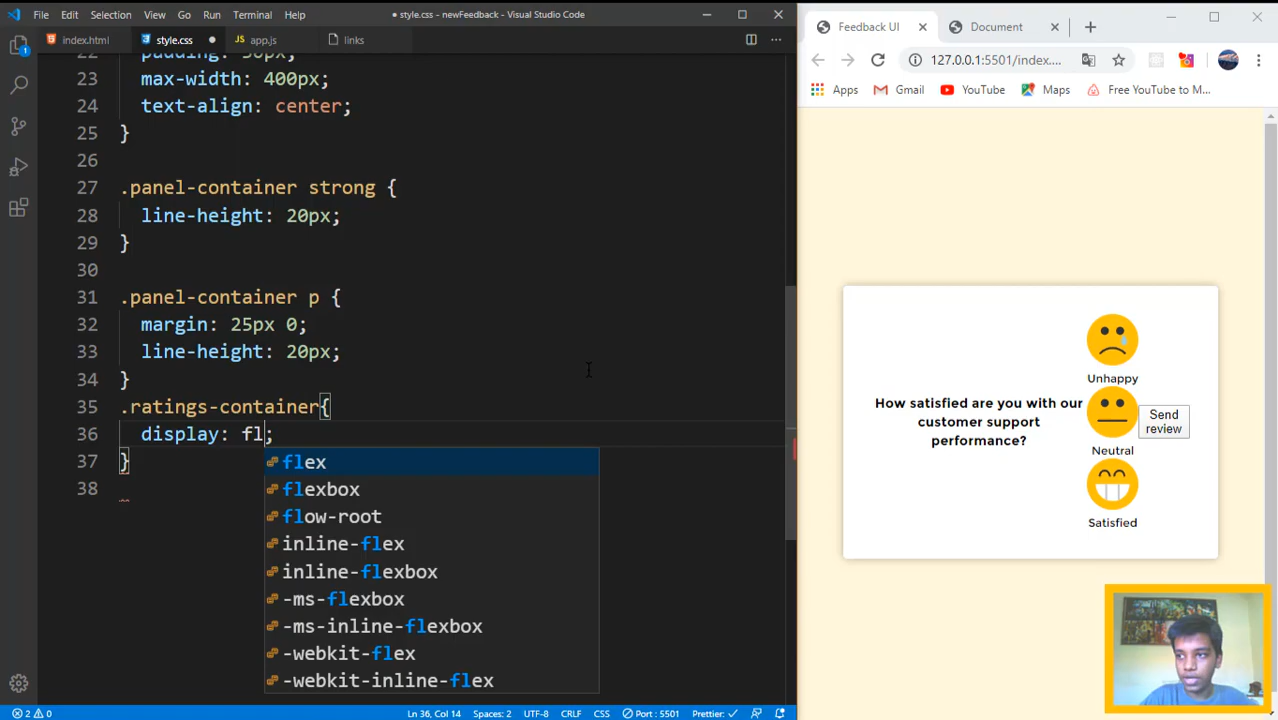 File Edit Selection View Go Run Terminal Help
• style.css - newFeedback - Visual Studio Code
index.html style.css app.js links
padding: 50px;
23 max-width: 400px;
24 text-align: center;
25 }
26
27 .panel-container strong {
28 line-height: 20px;
29 }
30
31 .panel-container p {
32 margin: 25px 0;
33 line-height: 20px;
34 }
35 .ratings-container{
36 display: fl;
37 }
38
flex
flexbox
flow-root
inline-flex
inline-flexbox
-ms-flexbox
-ms-inline-flexbox
-webkit-flex
-webkit-inline-flex
2 0 Ln 36, Col 14 Spaces: 2 UTF-8 CRLF CSS Port : 5501 Prettier: ✓
Feedback UI Document
127.0.0.1:5501/index....
Apps Gmail YouTube Maps Free YouTube to M...
How satisfied are you with our
customer support
performance?
Unhappy
Neutral
Satisfied
Send
review